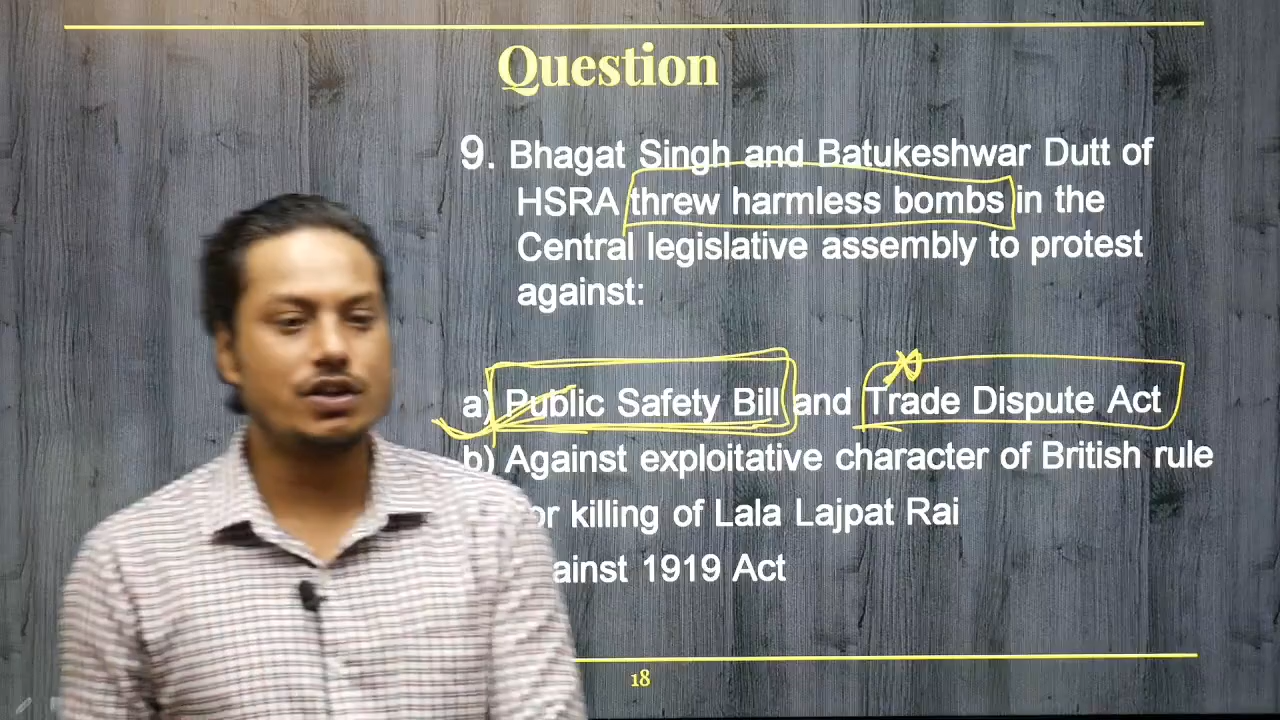 Question
9. Bhagat Singh and Batukeshwar Dutt of
HSRA threw harmless bombs in the
Central legislative assembly to protest
against:
a) Public Safety Bill and Trade Dispute Act
b) Against exploitative character of British rule
killing of Lala Lajpat Rai
1919 Act
18